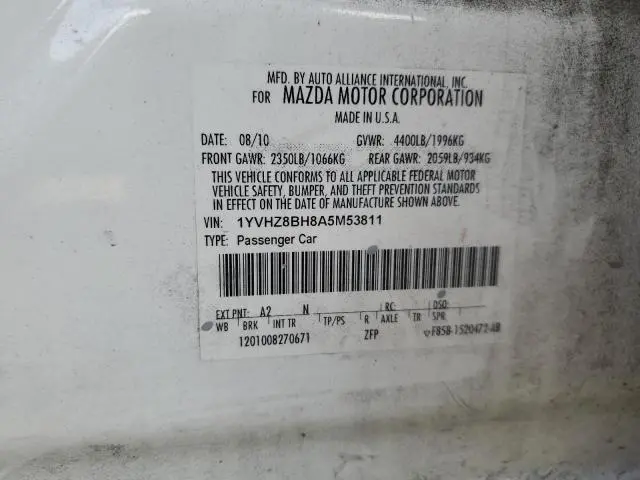 MFD. BY AUTO ALLIANCE INTERNATIONAL, INC.
FOR MAZDA MOTOR CORPORATION
MADE IN U.S.A.
DATE: 08/10 GVWR: 4400LB/1996KG
FRONT GAWR: 2350LB/1066KG REAR GAWR: 2059LB/934KG
THIS VEHICLE CONFORMS TO ALL APPLICABLE FEDERAL MOTOR
VEHICLE SAFETY, BUMPER, AND THEFT PREVENTION STANDARDS
IN EFFECT ON THE DATE OF MANUFACTURE SHOWN ABOVE.
VIN: 1YVHZ8BH8A5M53811
TYPE: Passenger Car
EXT PNT: A2 N RC: DSO:
WB BRK INT TR TP/PS R AXLE TR SPR
1201008270671 ZFP F85B-1520472-AB